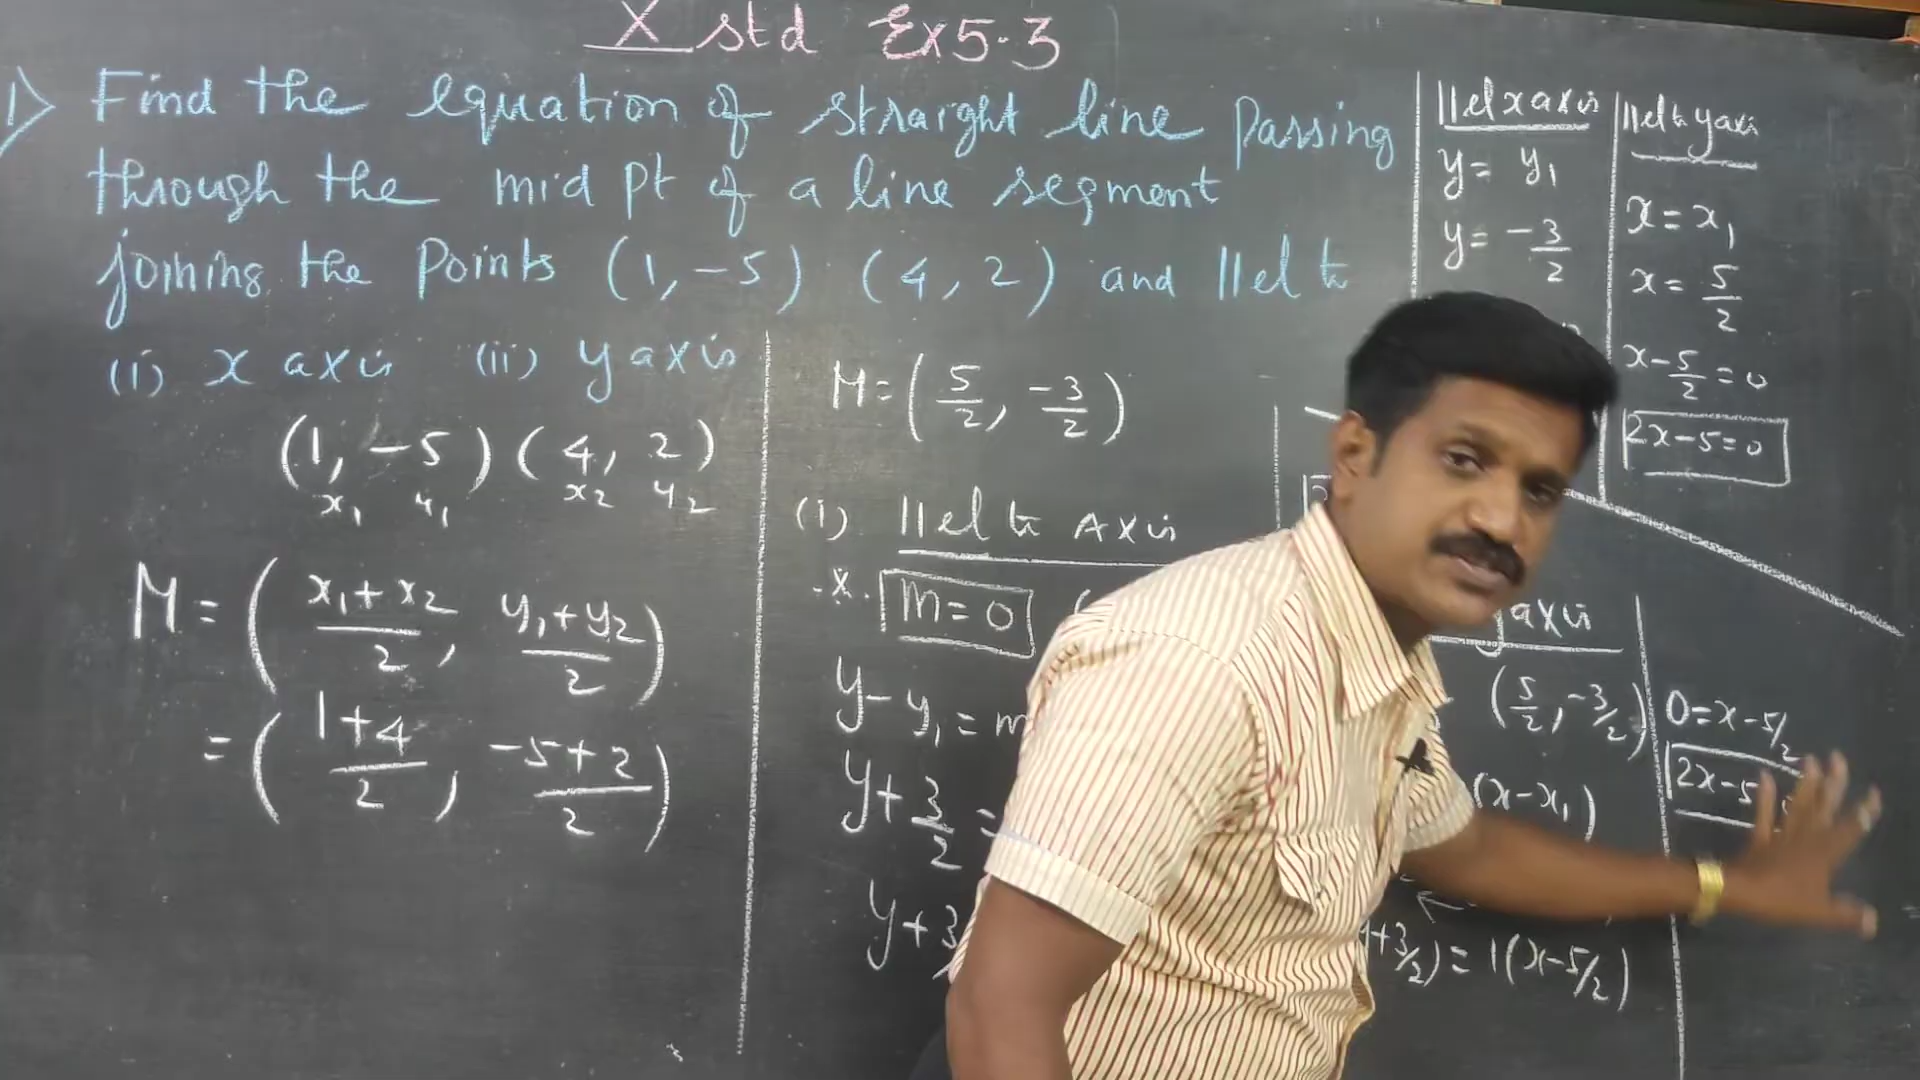 X std Ex 5.3
1) Find the equation of straight line passing
through the mid pt of a line segment
joining the points (1, -5) (4, 2) and llel to
(i) x axis (ii) y axis
(1, -5) (4, 2)
x₁ y₁ x₂ y₂
M = ( x₁+x₂/2 , y₁+y₂/2 )
= ( 1+4/2 , -5+2/2 )
M = ( 5/2 , -3/2 )
(i) llel to Axis
x. m = 0
y - y₁ = m
y + 3/2 =
y + 3
llel x axis
y = y₁
y = -3/2
llel to y axis
x = x₁
x = 5/2
x - 5/2 = 0
2x - 5 = 0
axis
(5/2, -3/2)
(x - x₁)
+3/2) = 1(x - 5/2)
0 = x - 5/2
2x - 5